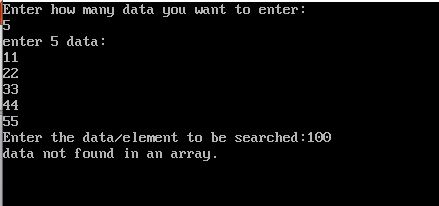 Enter how many data you want to enter:
5
enter 5 data:
11
22
33
44
55
Enter the data/element to be searched:100
data not found in an array.